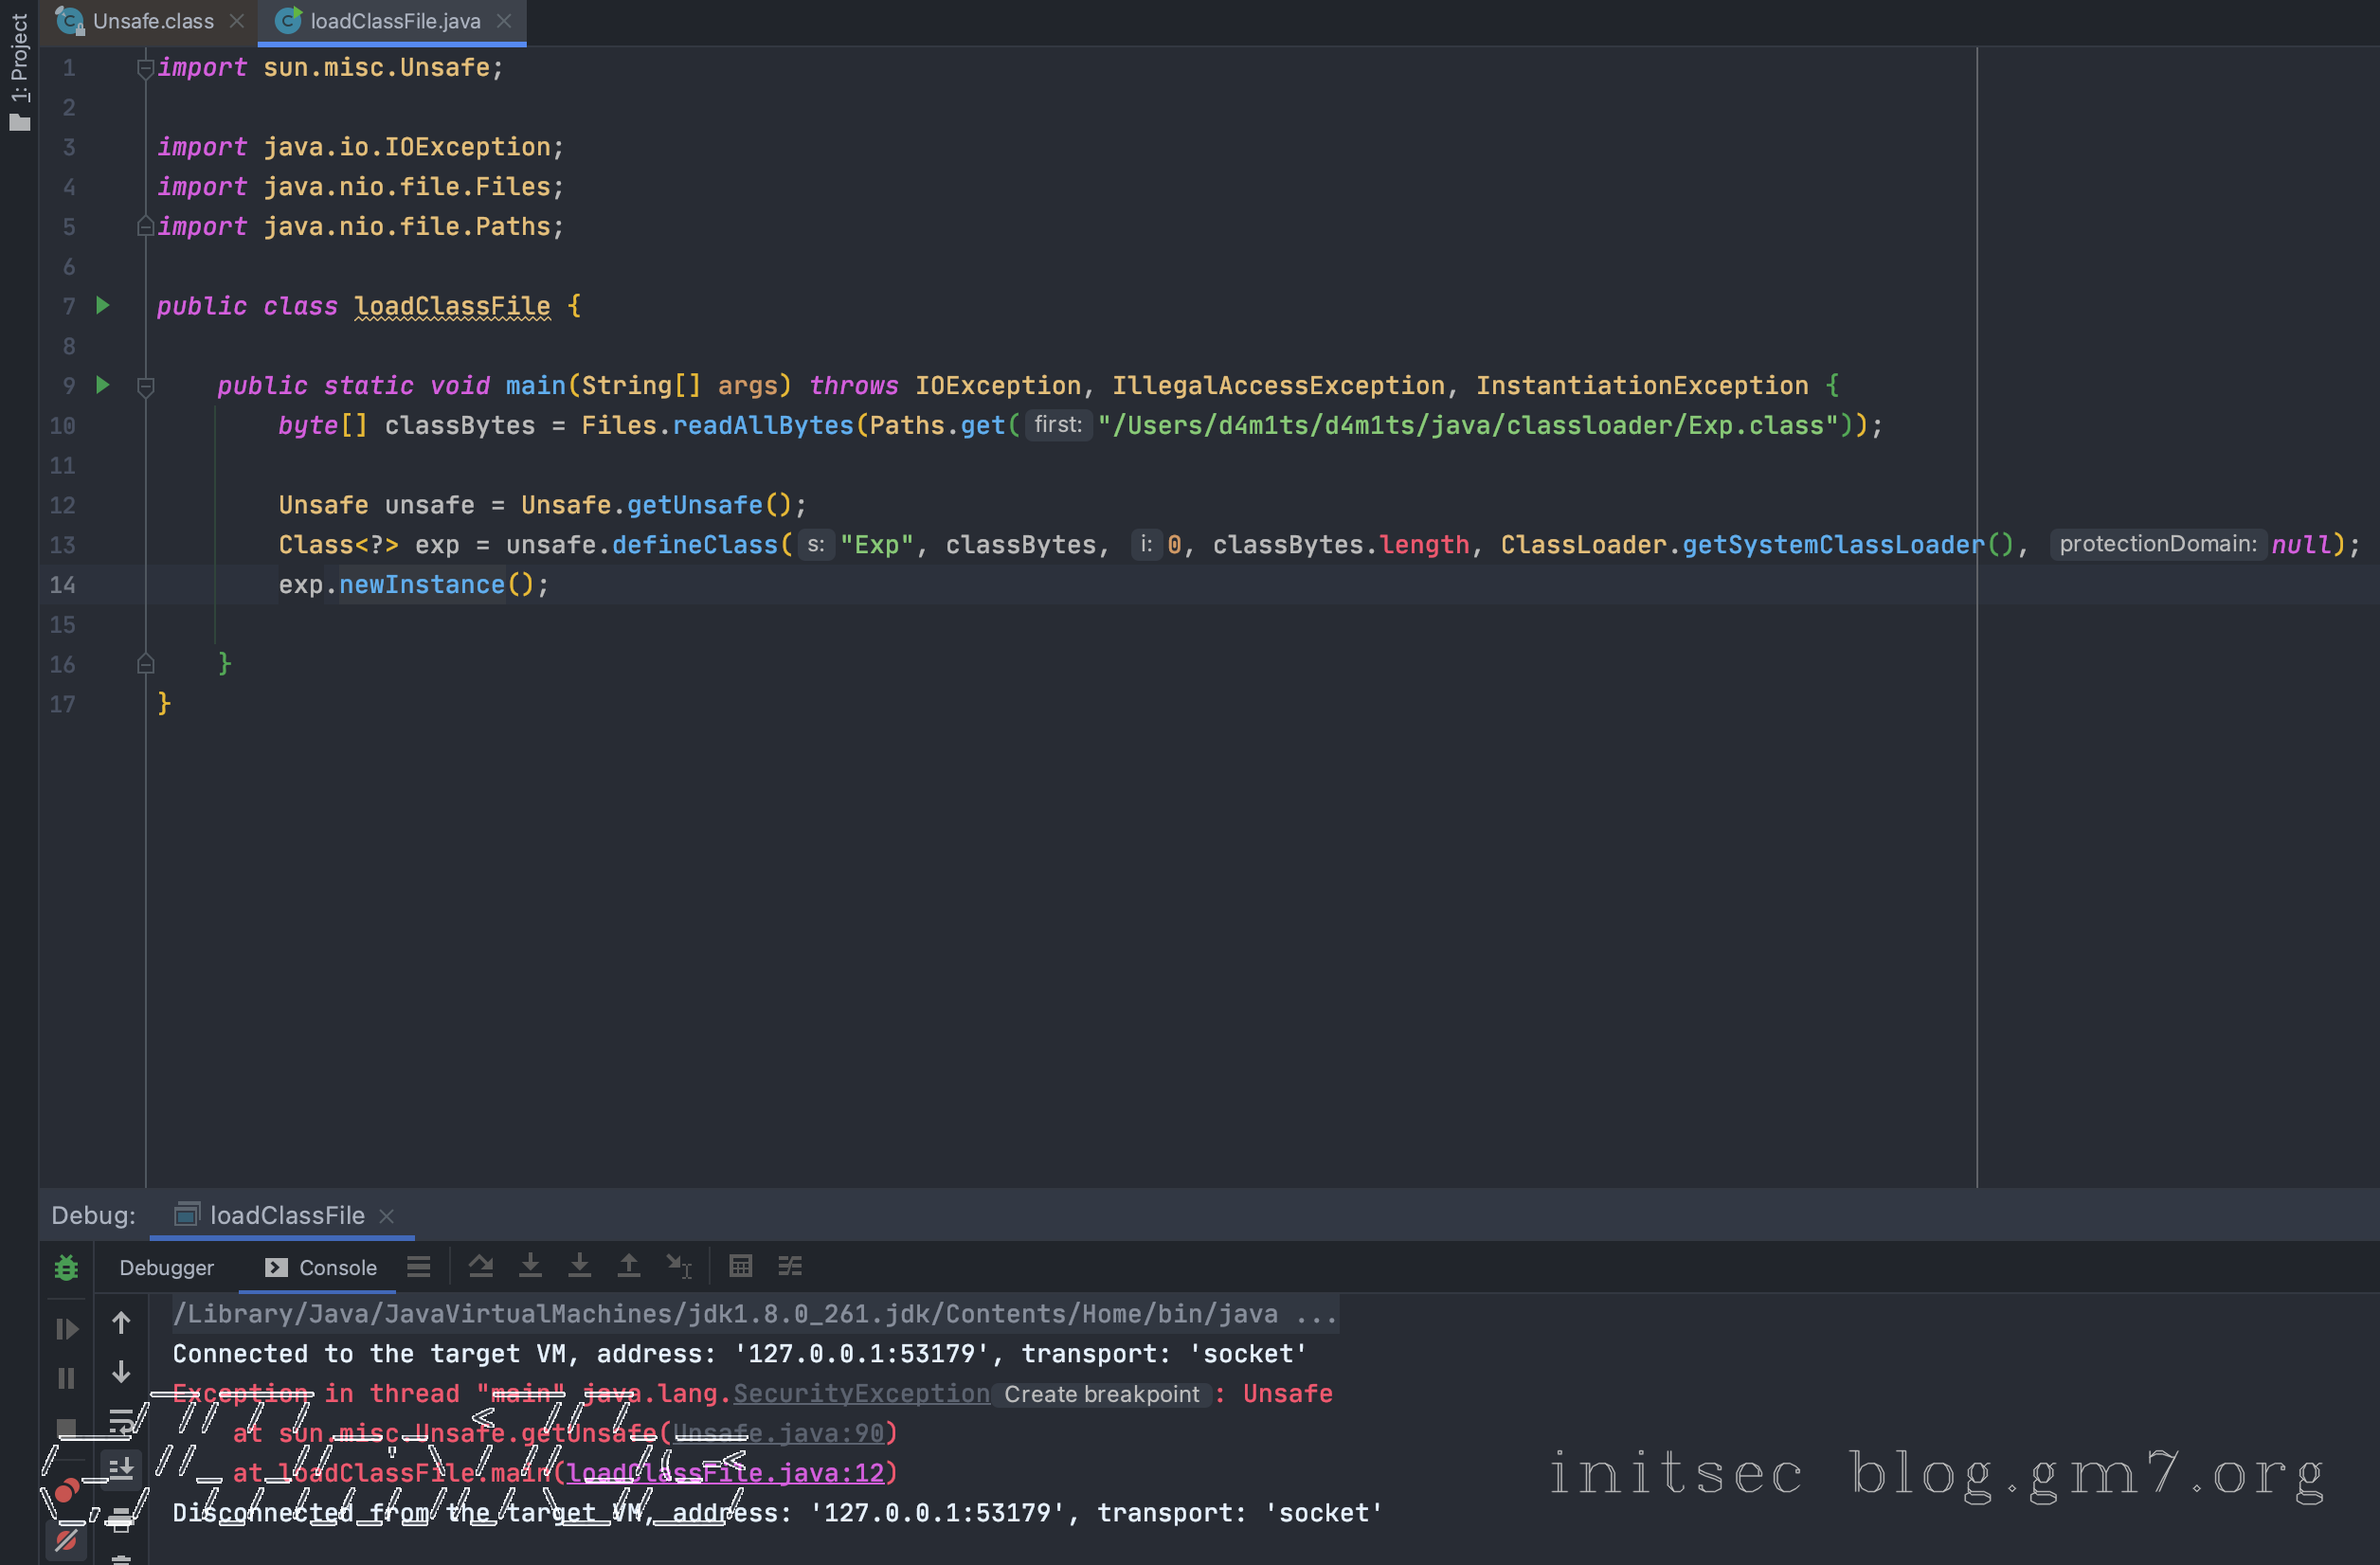 Unsafe.class
loadClassFile.java
1: Project
1 import sun.misc.Unsafe;
2
3 import java.io.IOException;
4 import java.nio.file.Files;
5 import java.nio.file.Paths;
6
7 public class loadClassFile {
8
9 public static void main(String[] args) throws IOException, IllegalAccessException, InstantiationException {
10 byte[] classBytes = Files.readAllBytes(Paths.get( first: "/Users/d4m1ts/d4m1ts/java/classloader/Exp.class"));
11
12 Unsafe unsafe = Unsafe.getUnsafe();
13 Class<?> exp = unsafe.defineClass( s: "Exp", classBytes, i: 0, classBytes.length, ClassLoader.getSystemClassLoader(), protectionDomain: null);
14 exp.newInstance();
15
16 }
17 }
Debug: loadClassFile
Debugger Console
/Library/Java/JavaVirtualMachines/jdk1.8.0_261.jdk/Contents/Home/bin/java ...
Connected to the target VM, address: '127.0.0.1:53179', transport: 'socket'
Exception in thread "main" java.lang.SecurityException Create breakpoint : Unsafe
at sun.misc.Unsafe.getUnsafe(Unsafe.java:90)
at loadClassFile.main(loadClassFile.java:12)
Disconnected from the target VM, address: '127.0.0.1:53179', transport: 'socket'
initsec blog.gm7.org